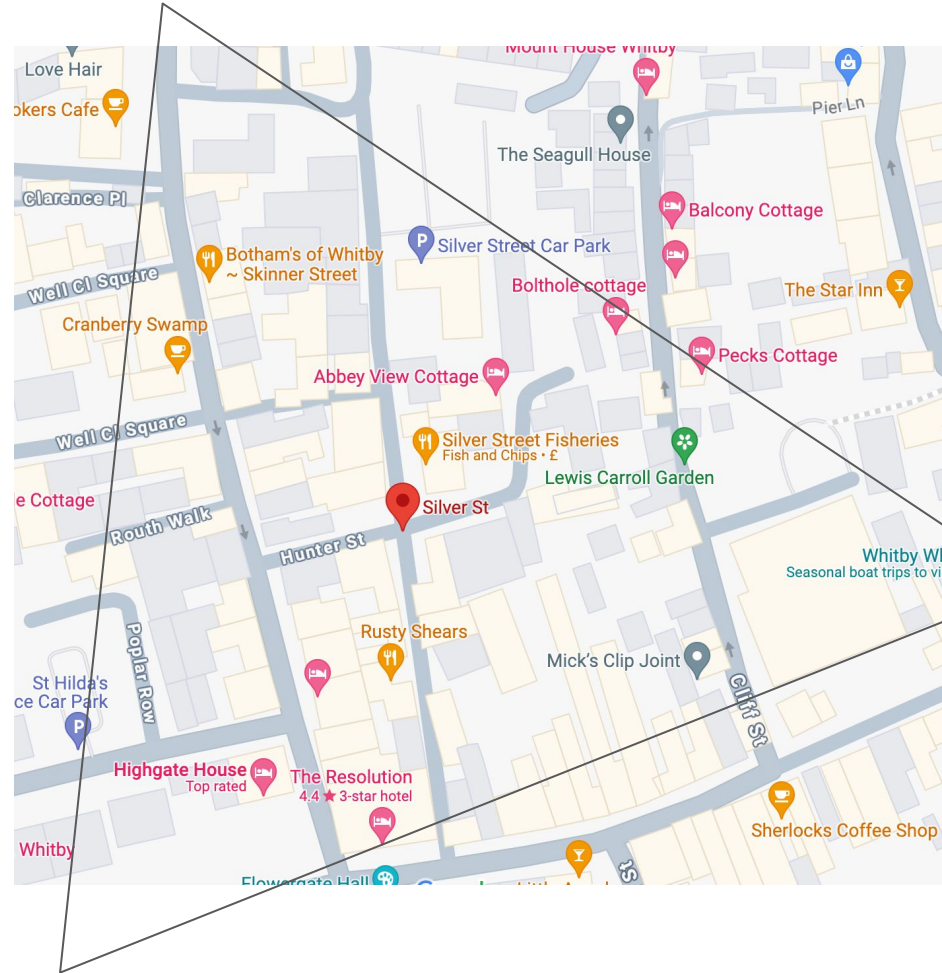 Mount House Whitby
Love Hair
okers Cafe
Pier Ln
The Seagull House
Clarence Pl
Balcony Cottage
Silver Street Car Park
Botham's of Whitby
~ Skinner Street
Well Cl Square
Bolthole cottage
The Star Inn
Cranberry Swamp
Pecks Cottage
Abbey View Cottage
Well Cl Square
Silver Street Fisheries
Fish and Chips · £
Lewis Carroll Garden
e Cottage
Silver St
Routh Walk
Hunter St
Whitby Wh
Seasonal boat trips to vi
Rusty Shears
Mick's Clip Joint
Poplar Row
St Hilda's
ce Car Park
Cliff St
Highgate House
Top rated
The Resolution
4.4 ★ 3-star hotel
Sherlocks Coffee Shop
Whitby
Flowergate Hall
St